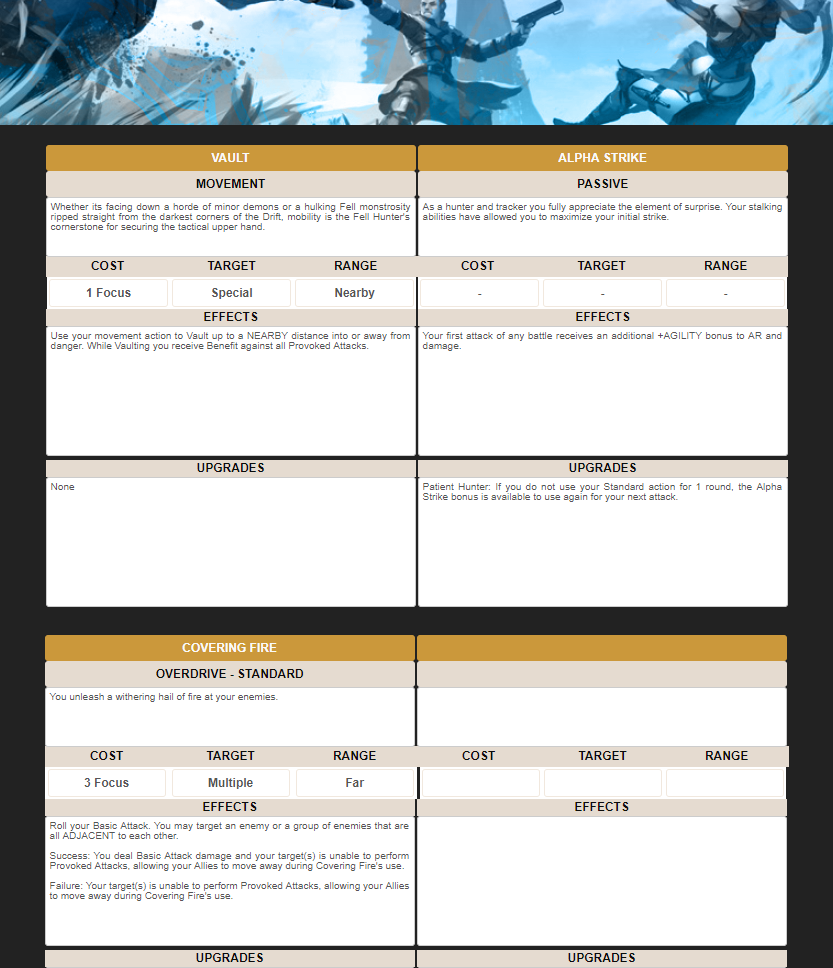 VAULT
MOVEMENT
Whether its facing down a horde of minor demons or a hulking Fell monstrosity
ripped straight from the darkest corners of the Drift, mobility is the Fell Hunter's
cornerstone for securing the tactical upper hand.
COST TARGET RANGE
1 Focus Special Nearby
EFFECTS
Use your movement action to Vault up to a NEARBY distance into or away from
danger. While Vaulting you receive Benefit against all Provoked Attacks.
UPGRADES
None
ALPHA STRIKE
PASSIVE
As a hunter and tracker you fully appreciate the element of surprise. Your stalking
abilities have allowed you to maximize your initial strike.
COST TARGET RANGE
- - -
EFFECTS
Your first attack of any battle receives an additional +AGILITY bonus to AR and
damage.
UPGRADES
Patient Hunter: If you do not use your Standard action for 1 round, the Alpha
Strike bonus is available to use again for your next attack.
COVERING FIRE
OVERDRIVE - STANDARD
You unleash a withering hail of fire at your enemies.
COST TARGET RANGE
3 Focus Multiple Far
EFFECTS
Roll your Basic Attack. You may target an enemy or a group of enemies that are
all ADJACENT to each other.
Success: You deal Basic Attack damage and your target(s) is unable to perform
Provoked Attacks, allowing your Allies to move away during Covering Fire's use.
Failure: Your target(s) is unable to perform Provoked Attacks, allowing your Allies
to move away during Covering Fire's use.
UPGRADES
COST TARGET RANGE
EFFECTS
UPGRADES